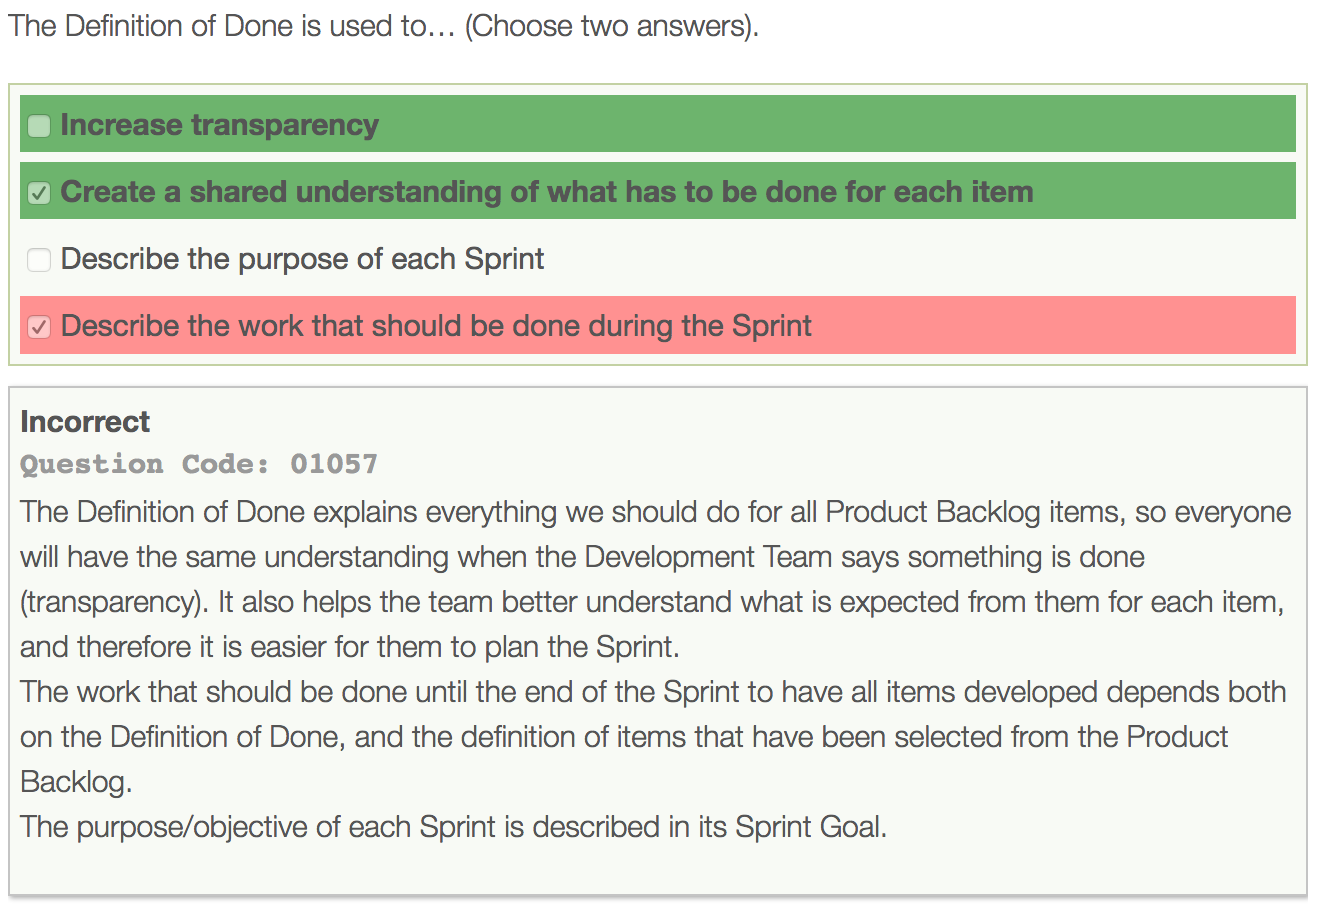 The Definition of Done is used to… (Choose two answers).
Increase transparency
Create a shared understanding of what has to be done for each item
Describe the purpose of each Sprint
Describe the work that should be done during the Sprint
Incorrect
Question Code: 01057
The Definition of Done explains everything we should do for all Product Backlog items, so everyone
will have the same understanding when the Development Team says something is done
(transparency). It also helps the team better understand what is expected from them for each item,
and therefore it is easier for them to plan the Sprint.
The work that should be done until the end of the Sprint to have all items developed depends both
on the Definition of Done, and the definition of items that have been selected from the Product
Backlog.
The purpose/objective of each Sprint is described in its Sprint Goal.